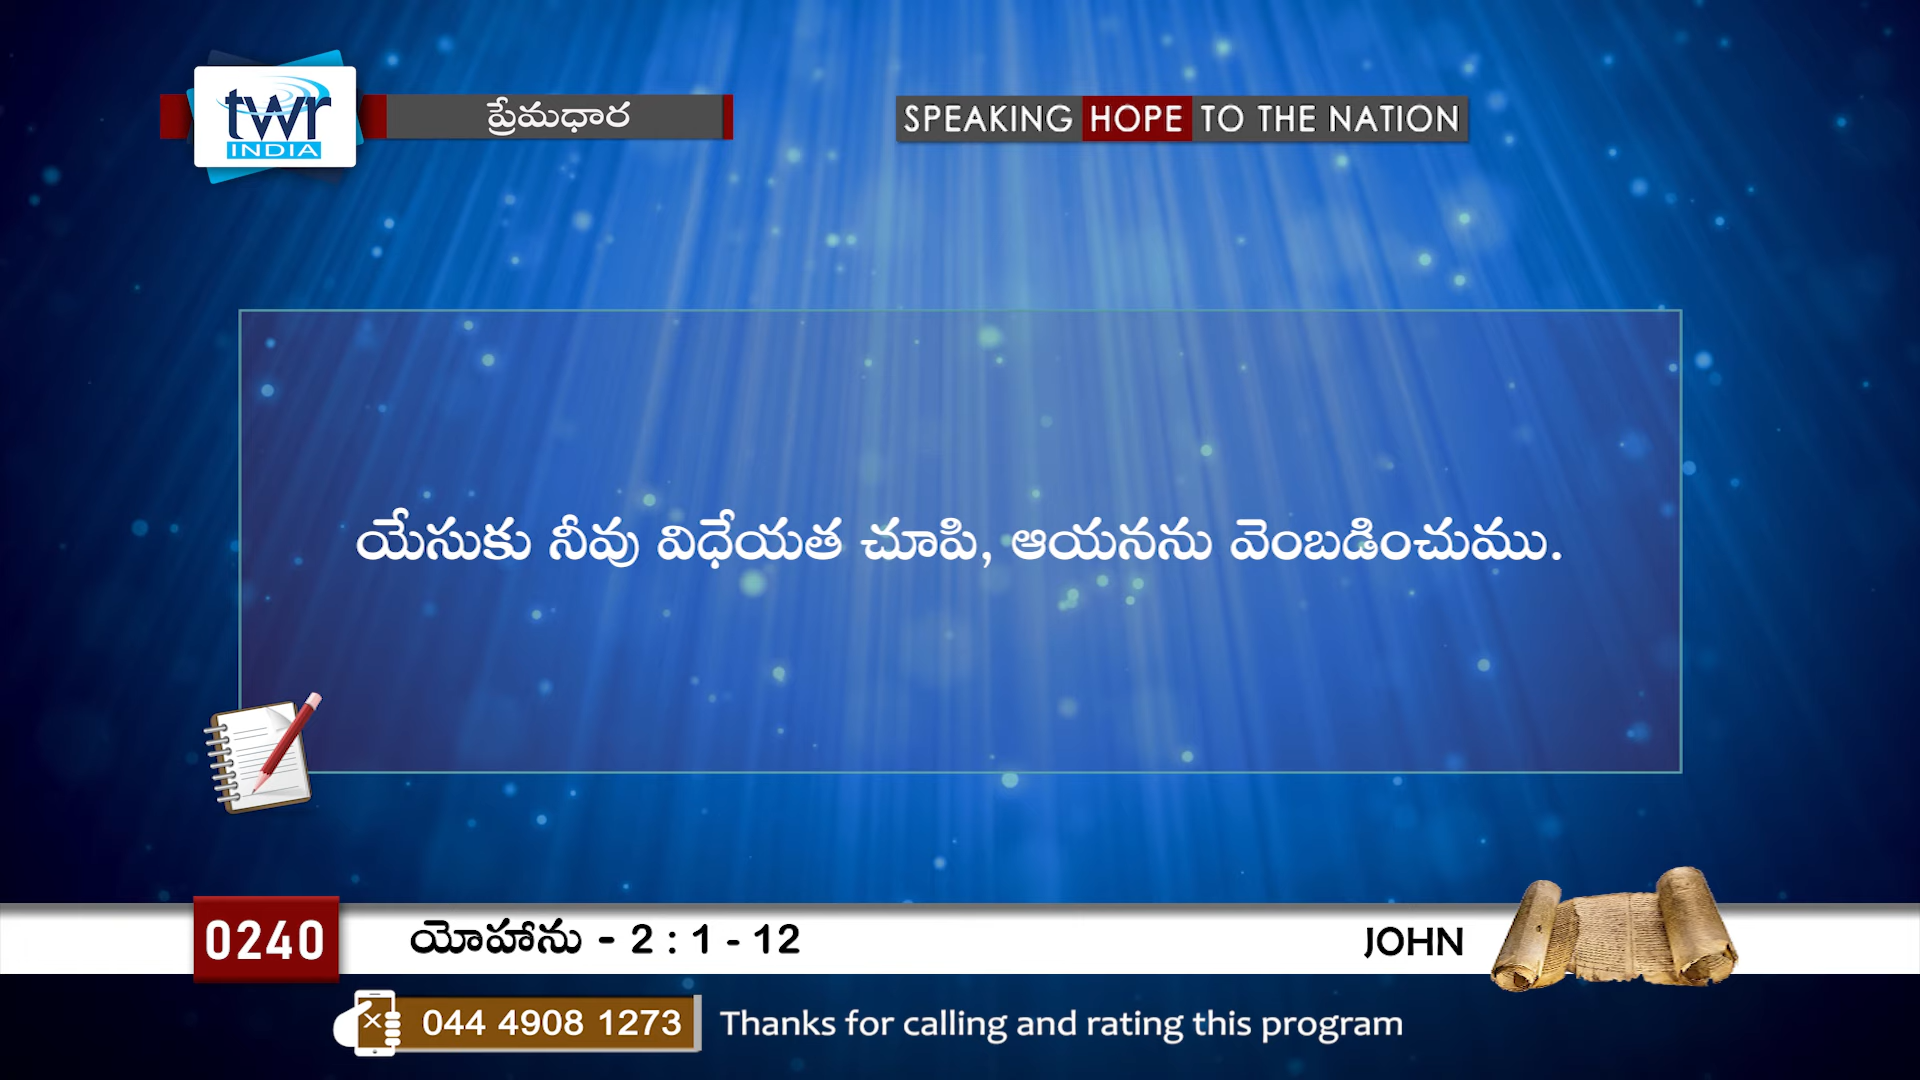 twr
INDIA
ప్రేమధార
SPEAKING HOPE TO THE NATION
యేసుకు నీవు విధేయత చూపి, ఆయనను వెంబడించుము.
0240
యోహాను - 2 : 1 - 12
JOHN
044 4908 1273
Thanks for calling and rating this program